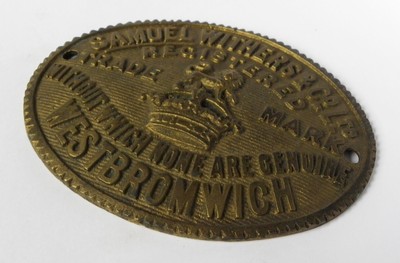 SAMUEL WITHERS & Co LTD
REGISTERED
TRADE MARK
WITHOUT WHICH NONE ARE GENUINE
WESTBROMWICH